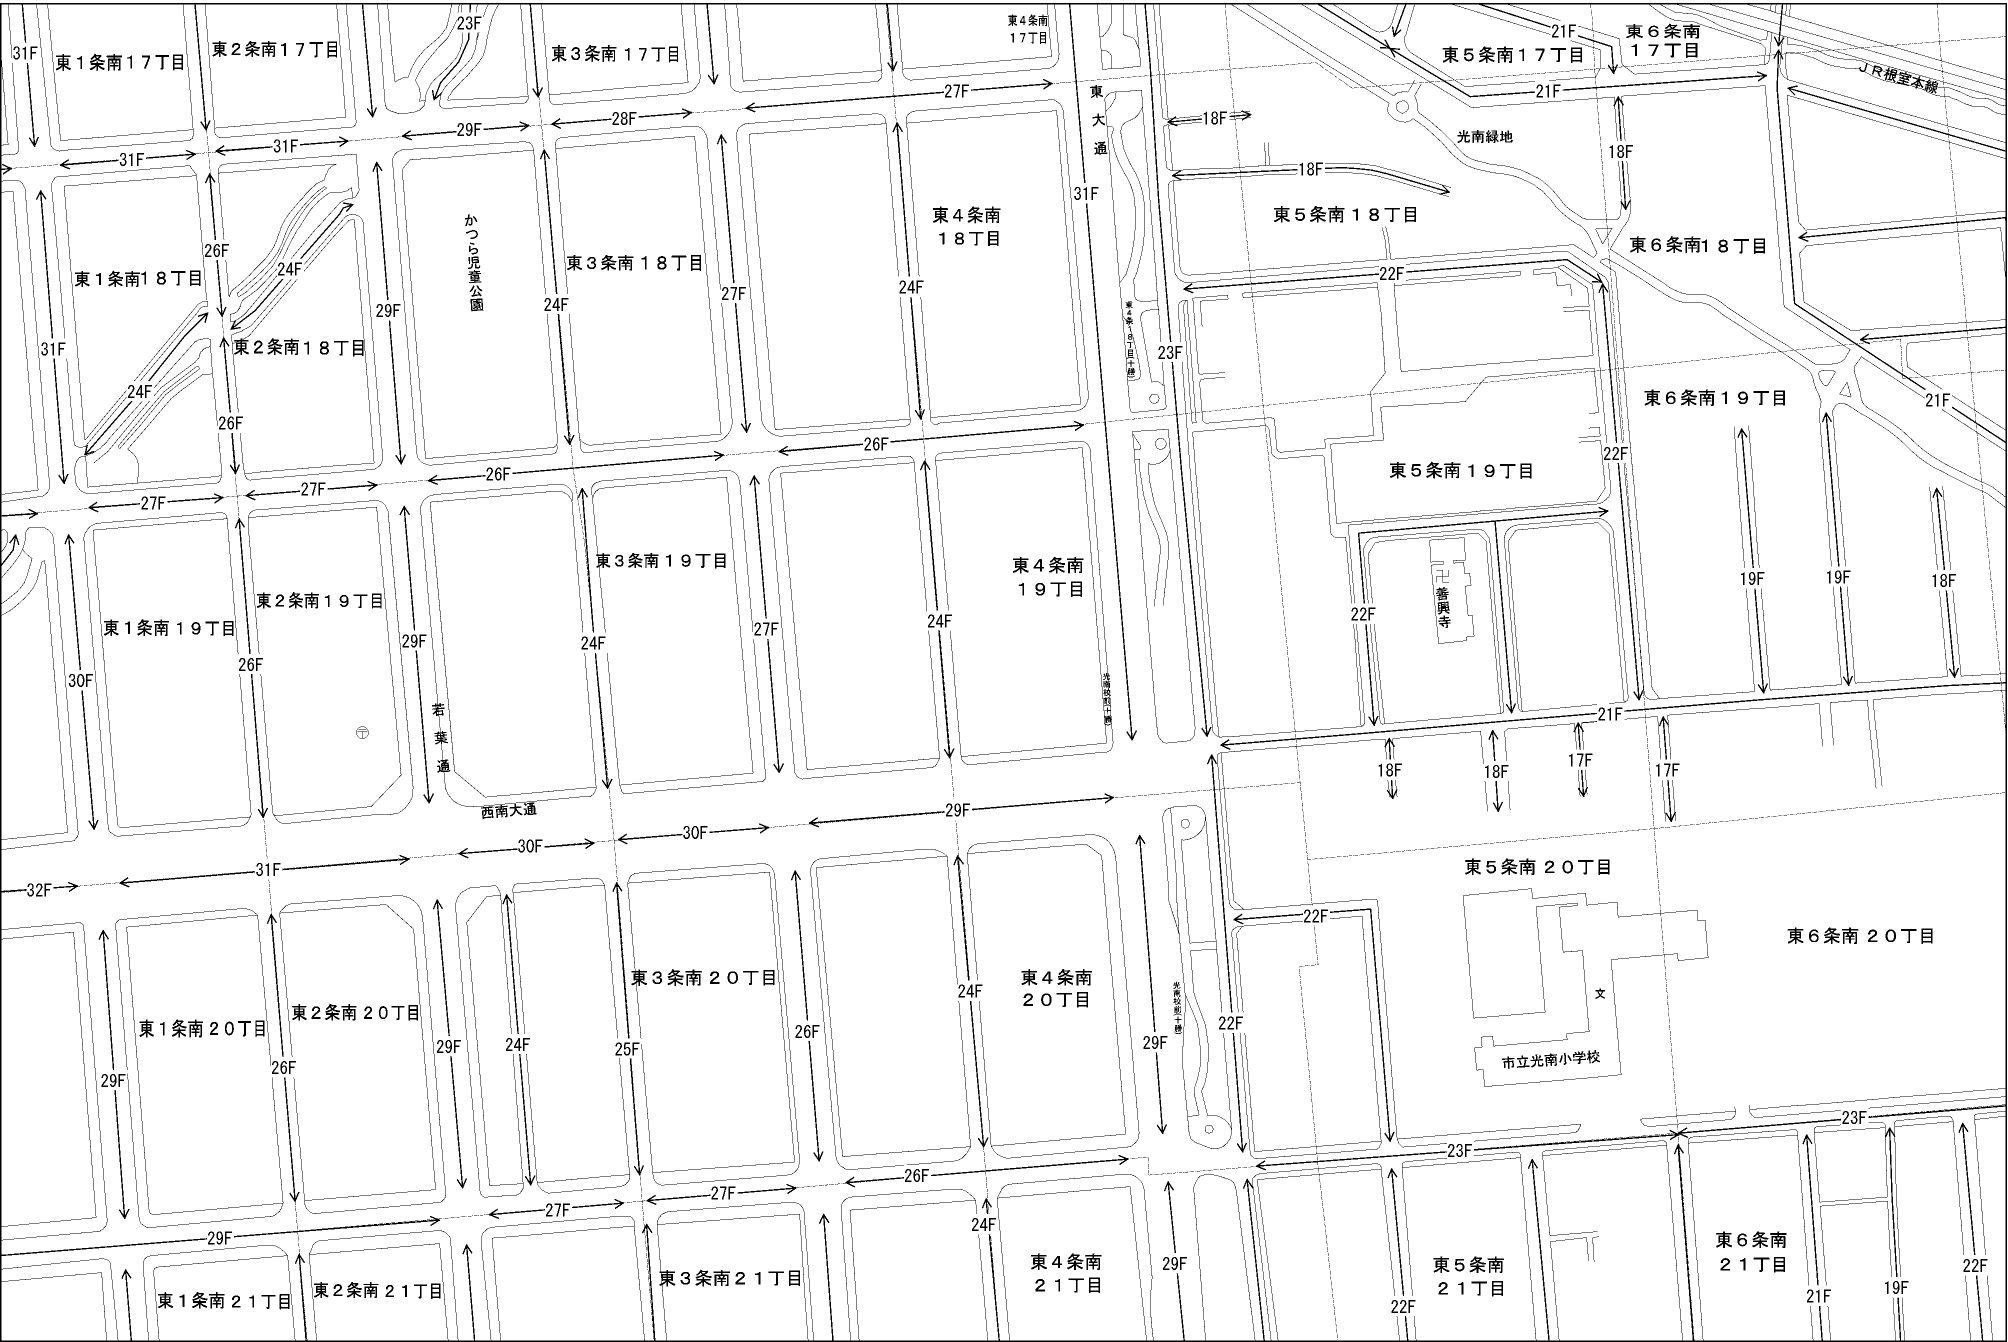 23F
31F
東1条南17丁目
東2条南17丁目
東3条南17丁目
東4条南
17丁目
21F
東5条南17丁目
東6条南
17丁目
JR根室本線
27F
東大通
21F
31F
31F
29F
28F
18F
光南緑地
18F
18F
31F
26F
24F
東1条南18丁目
かつら児童公園
東3条南18丁目
東4条南
18丁目
東5条南18丁目
東6条南18丁目
22F
29F
24F
27F
24F
31F
東2条南18丁目
23F
24F
26F
東6条南19丁目
21F
26F
22F
27F
27F
26F
東5条南19丁目
東3条南19丁目
東4条南
19丁目
卍善興寺
19F
19F
18F
東1条南19丁目
東2条南19丁目
26F
30F
29F
24F
27F
24F
22F
若葉通
21F
18F
18F
17F
17F
西南大通
29F
30F
30F
31F
32F
東5条南20丁目
22F
東6条南20丁目
東3条南20丁目
東4条南
20丁目
文
東1条南20丁目
東2条南20丁目
29F
26F
29F
24F
25F
26F
24F
29F
22F
市立光南小学校
23F
23F
26F
27F
27F
29F
24F
29F
東1条南21丁目
東2条南21丁目
東3条南21丁目
東4条南
21丁目
東5条南
21丁目
東6条南
21丁目
22F
21F
19F
22F